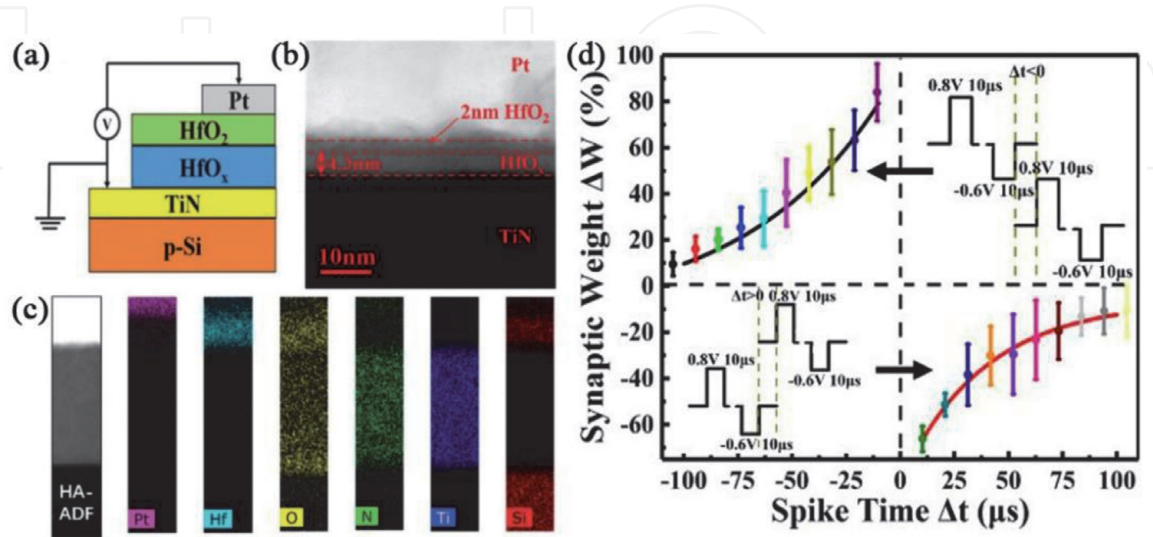 (a)
V
Pt
HfO2
HfOx
TiN
p-Si
(b)
Pt
2nm HfO2
HfOx
TiN
10nm
(c)
HA-
ADF
Pt
Hf
O
N
Ti
Si
(d)
Synaptic Weight ΔW (%)
100
80
60
40
20
0
-20
-40
-60
Δt<0
0.8V 10μs
0.8V 10μs
-0.6V 10μs
-0.6V 10μs
Δt>0 0.8V 10μs
0.8V 10μs
-0.6V 10μs
-0.6V 10μs
-100 -75 -50 -25 0 25 50 75 100
Spike Time Δt (μs)